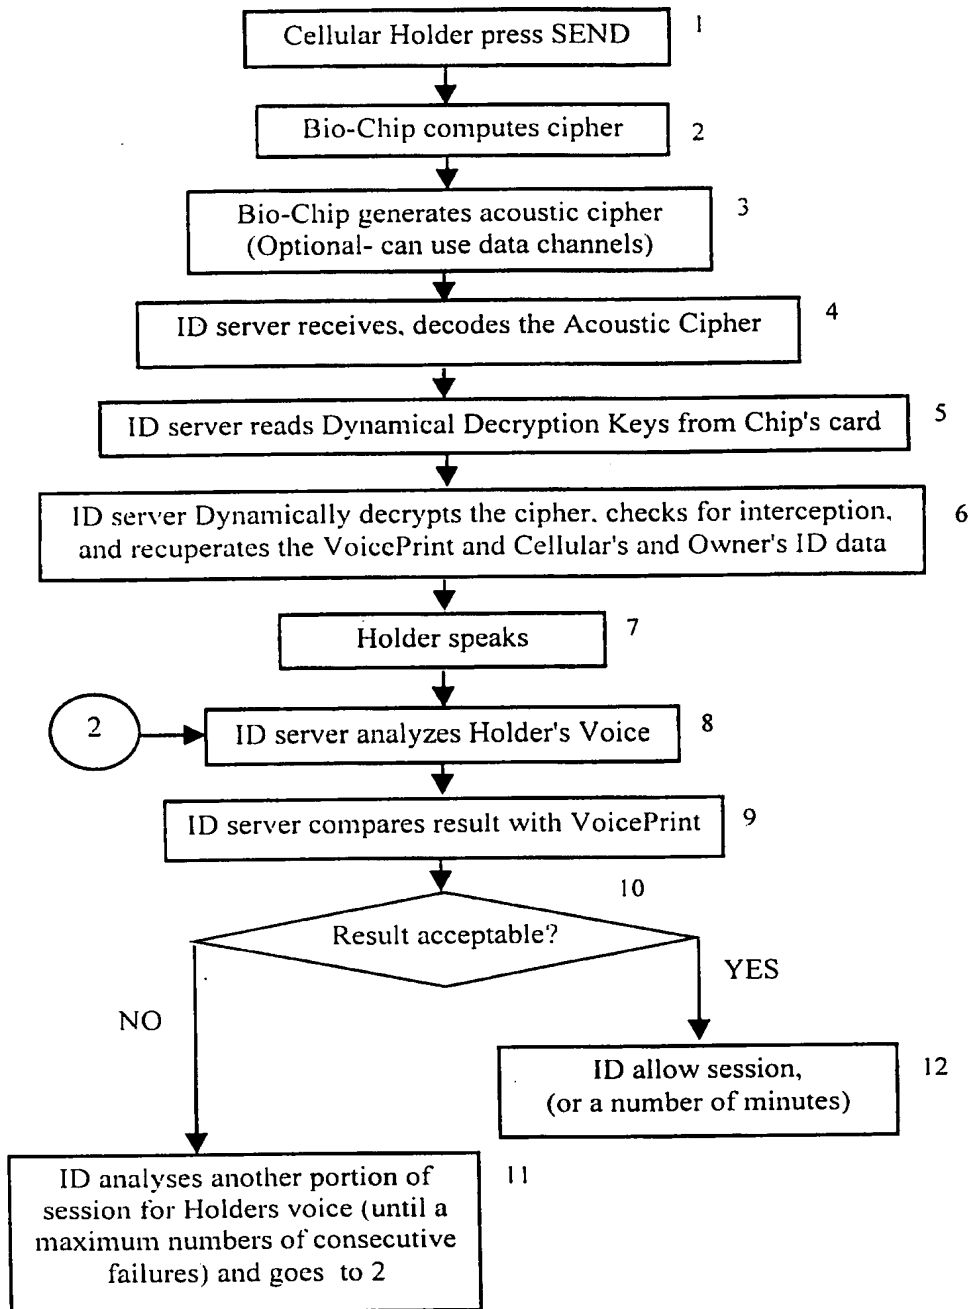 Cellular Holder press SEND
1
Bio-Chip computes cipher
2
Bio-Chip generates acoustic cipher
(Optional- can use data channels)
3
ID server receives, decodes the Acoustic Cipher
4
ID server reads Dynamical Decryption Keys from Chip's card
5
ID server Dynamically decrypts the cipher, checks for interception,
and recuperates the VoicePrint and Cellular's and Owner's ID data
6
Holder speaks
7
2
ID server analyzes Holder's Voice
8
ID server compares result with VoicePrint
9
10
Result acceptable?
YES
NO
ID allow session,
(or a number of minutes)
12
ID analyses another portion of
session for Holders voice (until a
maximum numbers of consecutive
failures) and goes to 2
11